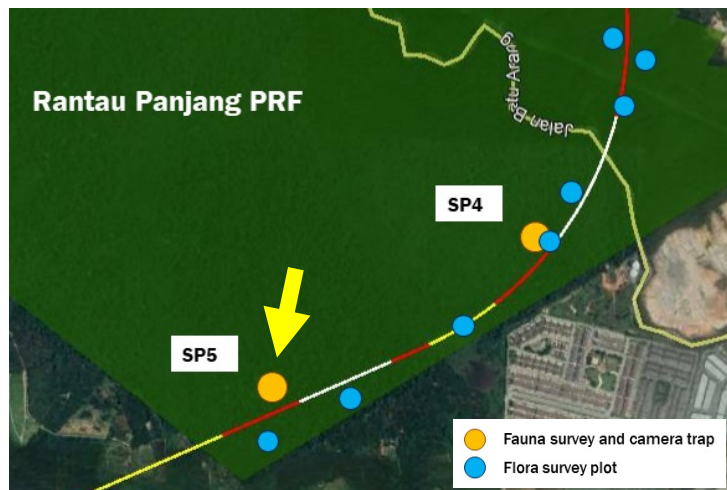 Rantau Panjang PRF
Jalan Batu Arang
SP4
SP5
Fauna survey and camera trap
Flora survey plot